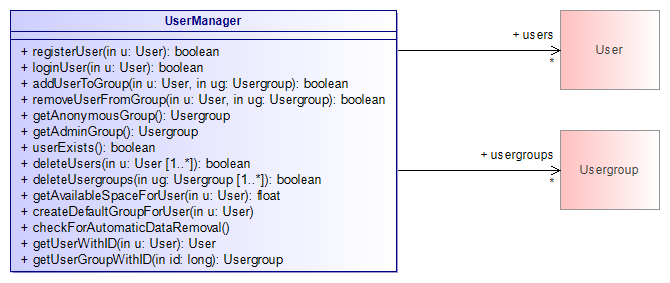 UserManager
+ registerUser(in u: User): boolean
+ loginUser(in u: User): boolean
+ addUserToGroup(in u: User, in ug: Usergroup): boolean
+ removeUserFromGroup(in u: User, in ug: Usergroup): boolean
+ getAnonymousGroup(): Usergroup
+ getAdminGroup(): Usergroup
+ userExists(): boolean
+ deleteUsers(in u: User [1..*]): boolean
+ deleteUsergroups(in ug: Usergroup [1..*]): boolean
+ getAvailableSpaceForUser(in u: User): float
+ createDefaultGroupForUser(in u: User)
+ checkForAutomaticDataRemoval()
+ getUserWithID(in u: User): User
+ getUserGroupWithID(in id: long): Usergroup
+ users
*
User
+ usergroups
*
Usergroup